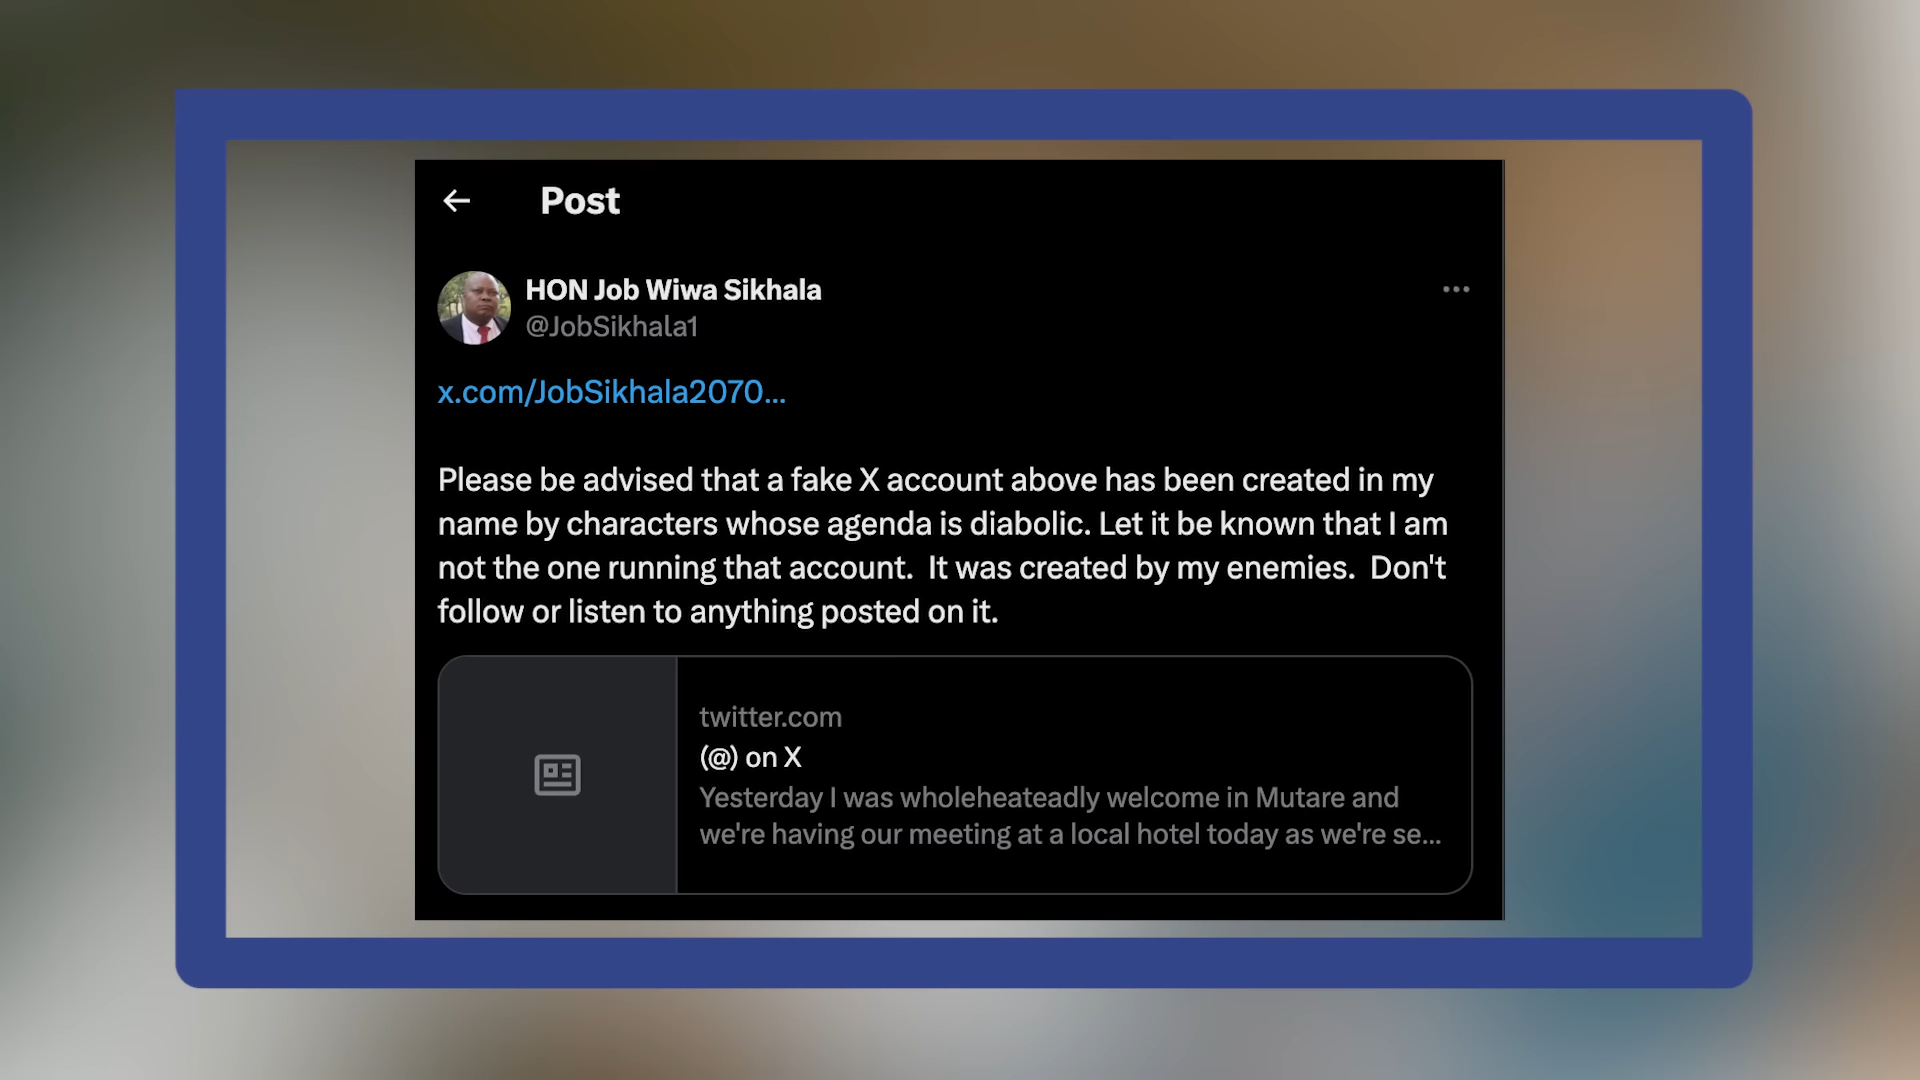 Post
HON Job Wiwa Sikhala
@JobSikhala1
x.com/JobSikhala2070...
Please be advised that a fake X account above has been created in my
name by characters whose agenda is diabolic. Let it be known that I am
not the one running that account.  It was created by my enemies.  Don't
follow or listen to anything posted on it.
twitter.com
(@) on X
Yesterday I was wholeheateadly welcome in Mutare and
we're having our meeting at a local hotel today as we're se...